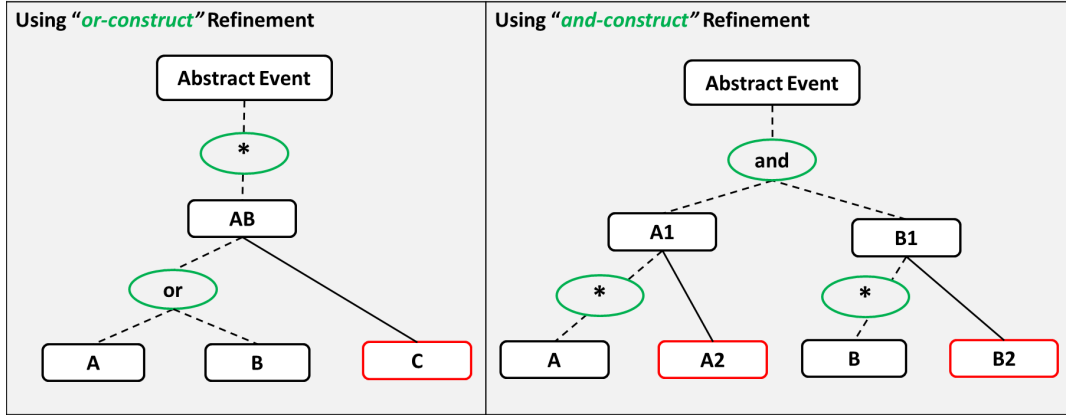 Using “or-construct” Refinement
Abstract Event
*
AB
or
A
B
C
Using “and-construct” Refinement
Abstract Event
and
A1
B1
*
*
A
A2
B
B2